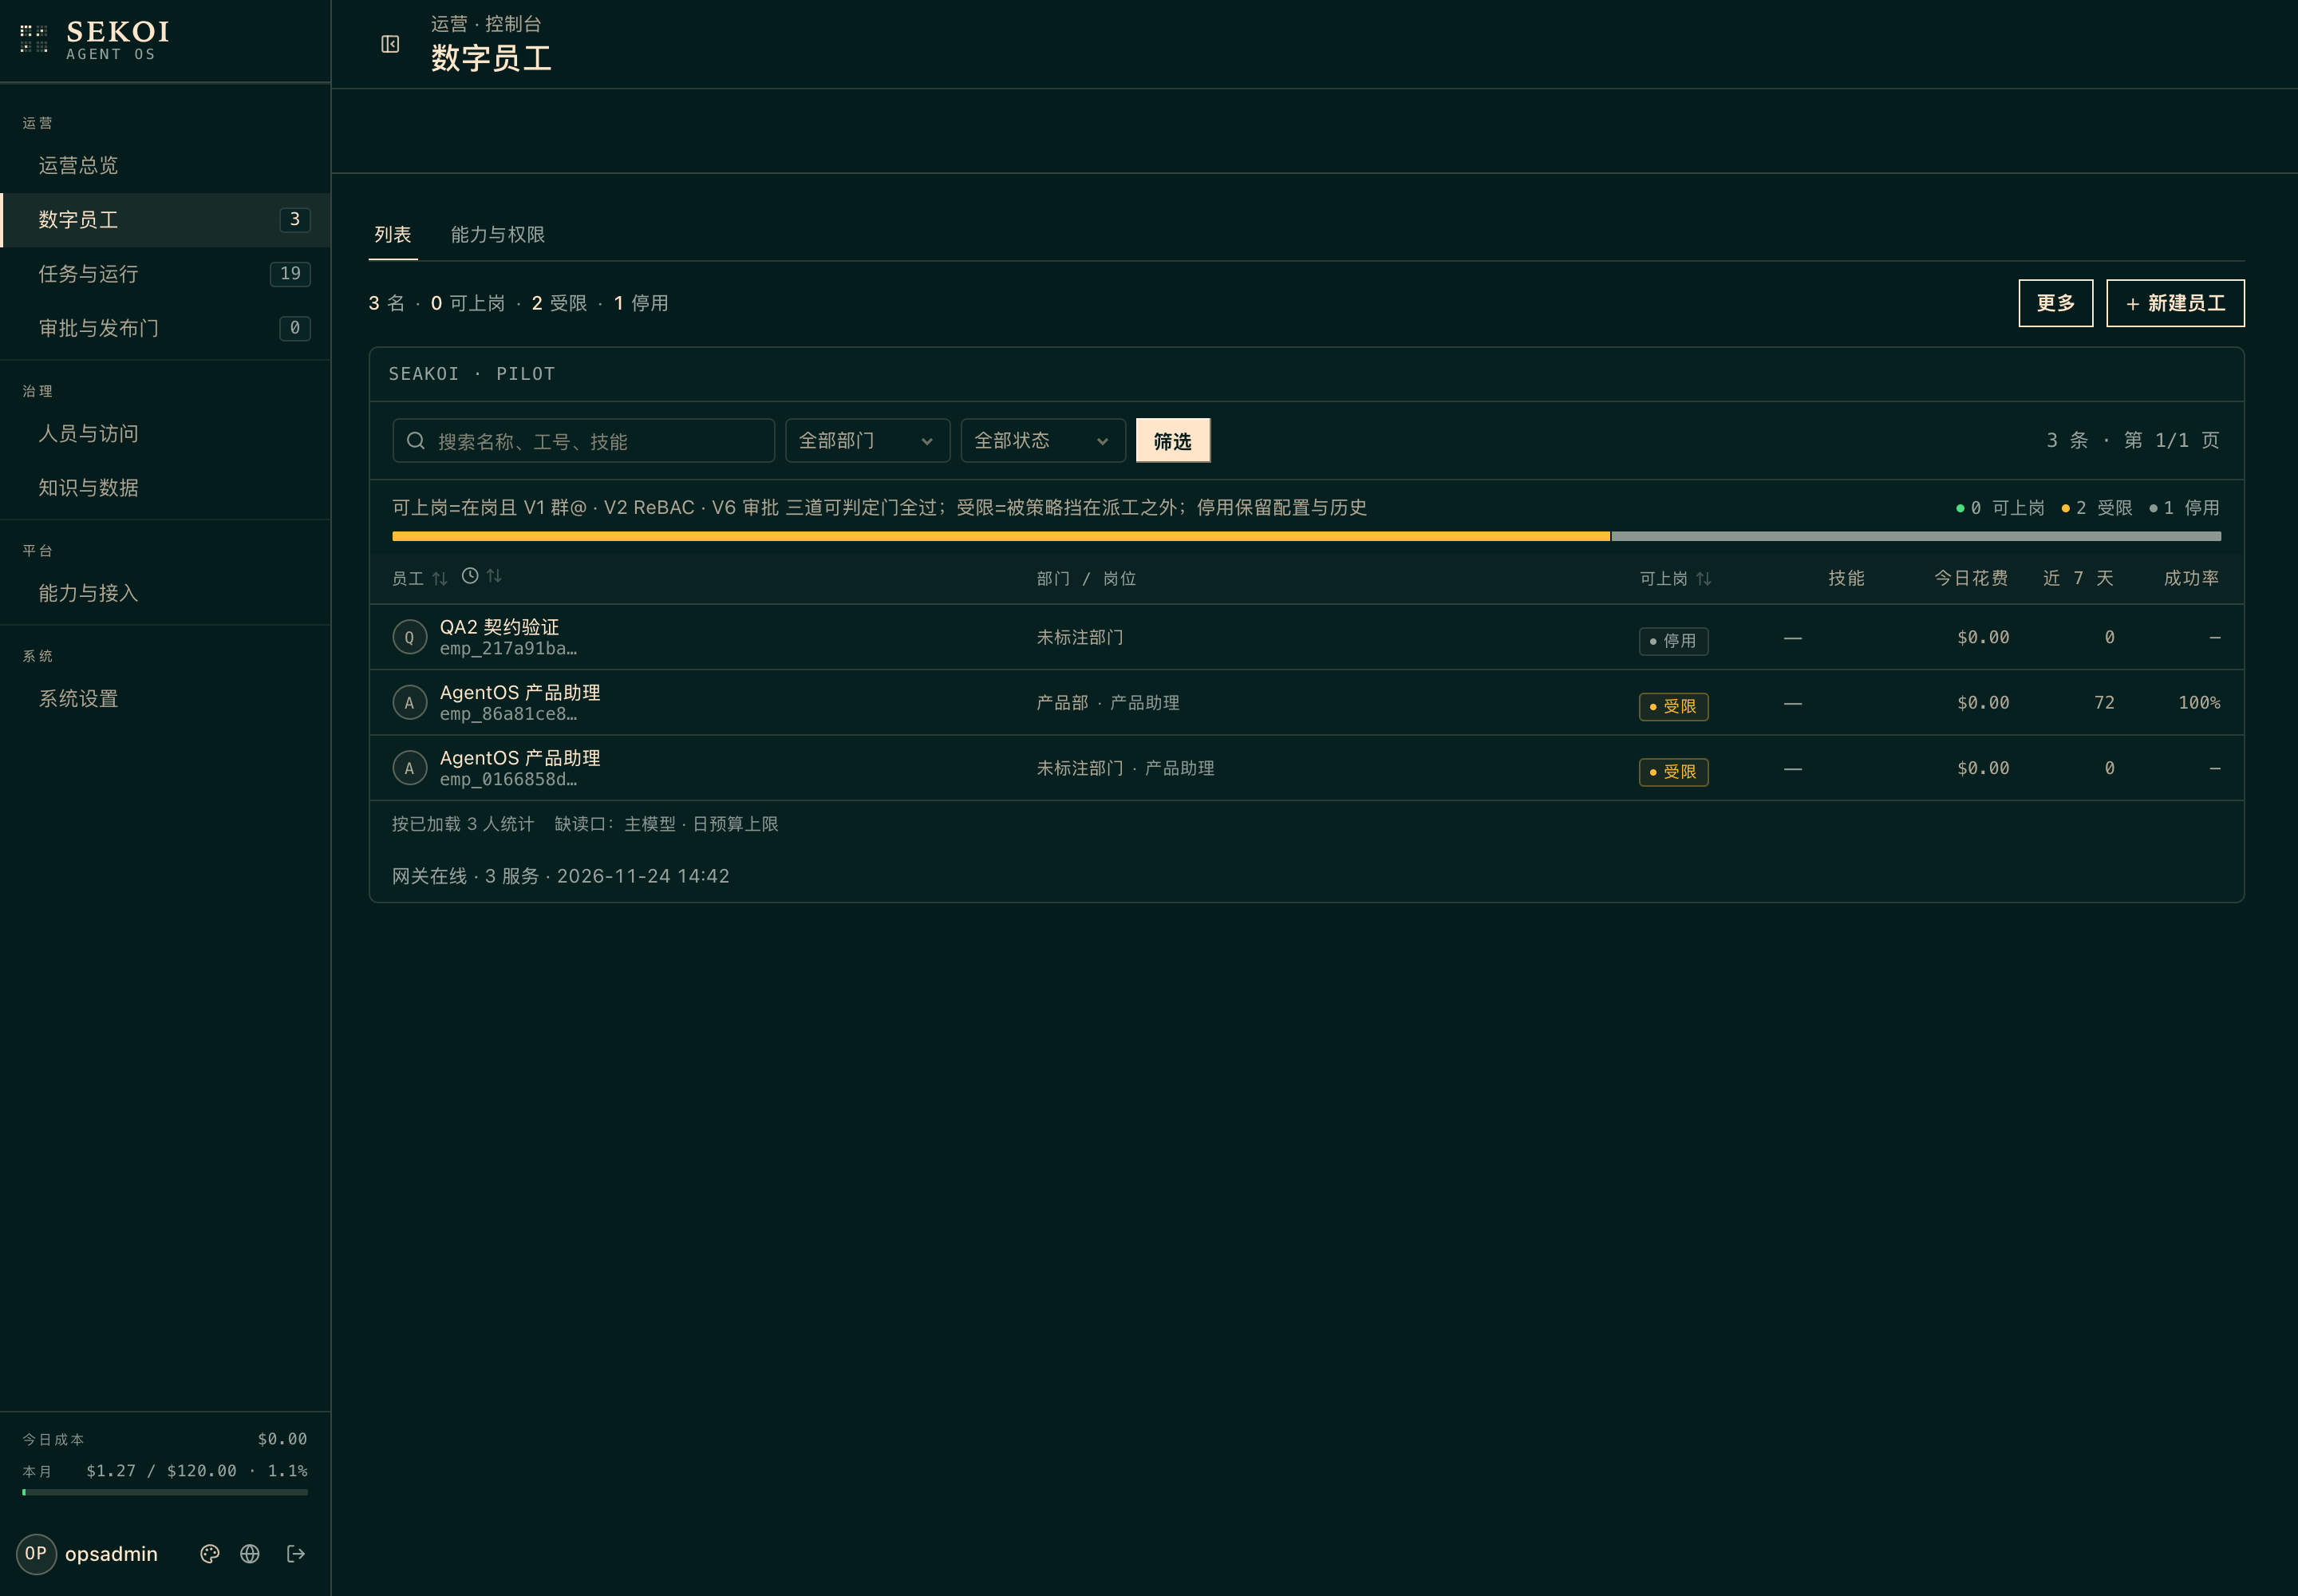 SEKOI
AGENT OS
运营
运营总览
数字员工 3
任务与运行 19
审批与发布门 0
治理
人员与访问
知识与数据
平台
能力与接入
系统
系统设置
今日成本 $0.00
本月 $1.27 / $120.00 · 1.1%
OP opsadmin
运营 · 控制台
数字员工
列表 能力与权限
3 名 · 0 可上岗 · 2 受限 · 1 停用 更多 + 新建员工
SEAKOI · PILOT
搜索名称、工号、技能 全部部门 全部状态 筛选 3 条 · 第 1/1 页
可上岗=在岗且 V1 群@ · V2 ReBAC · V6 审批 三道可判定门全过；受限=被策略挡在派工之外；停用保留配置与历史 0 可上岗 2 受限 1 停用
员工 部门 / 岗位 可上岗 技能 今日花费 近 7 天 成功率
Q QA2 契约验证 未标注部门 停用 — $0.00 0 —
emp_217a91ba…
A AgentOS 产品助理 产品部 · 产品助理 受限 — $0.00 72 100%
emp_86a81ce8…
A AgentOS 产品助理 未标注部门 · 产品助理 受限 — $0.00 0 —
emp_0166858d…
按已加载 3 人统计 缺读口：主模型 · 日预算上限
网关在线 · 3 服务 · 2026-11-24 14:42